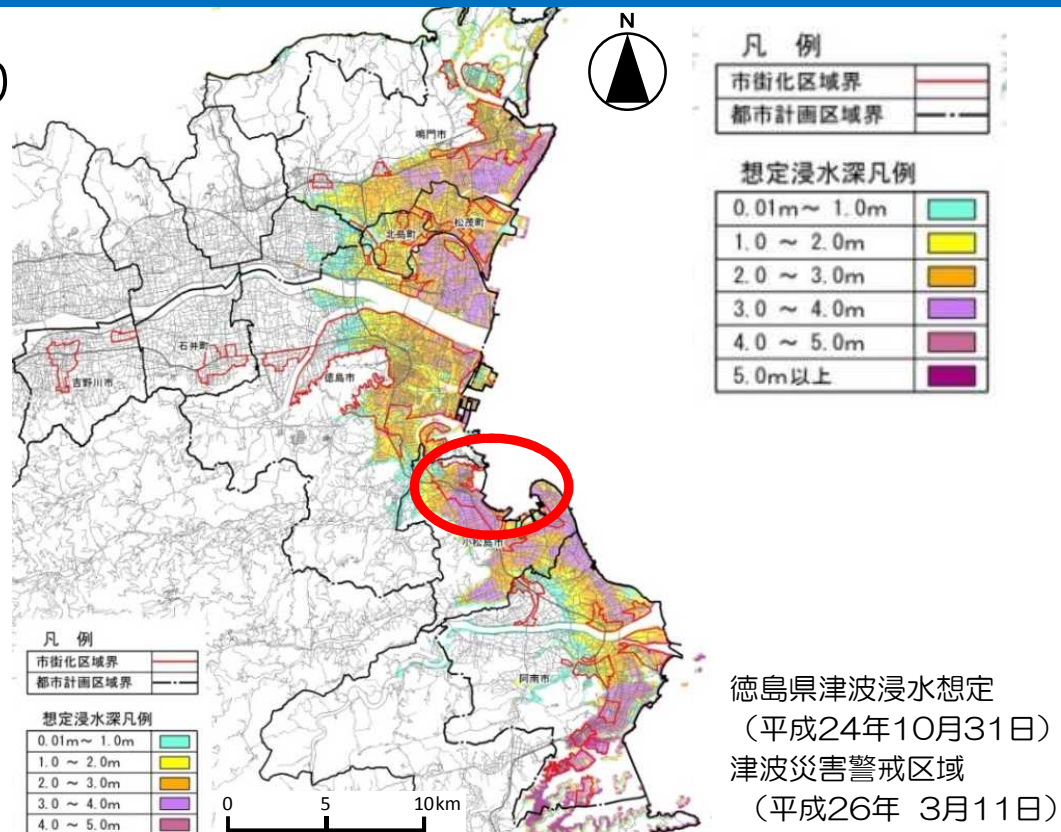 N
凡 例
市街化区域界
都市計画区域界
想定浸水深凡例
0.01m~ 1.0m
1.0 ~ 2.0m
2.0 ~ 3.0m
3.0 ~ 4.0m
4.0 ~ 5.0m
5.0m以上
鳴門市
松茂町
北島町
石井町
吉野川市
徳島市
小松島市
阿南市
凡 例
市街化区域界
都市計画区域界
想定浸水深凡例
0.01m~ 1.0m
1.0 ~ 2.0m
2.0 ~ 3.0m
3.0 ~ 4.0m
4.0 ~ 5.0m
0 5 10km
徳島県津波浸水想定
(平成24年10月31日)
津波災害警戒区域
(平成26年 3月11日)